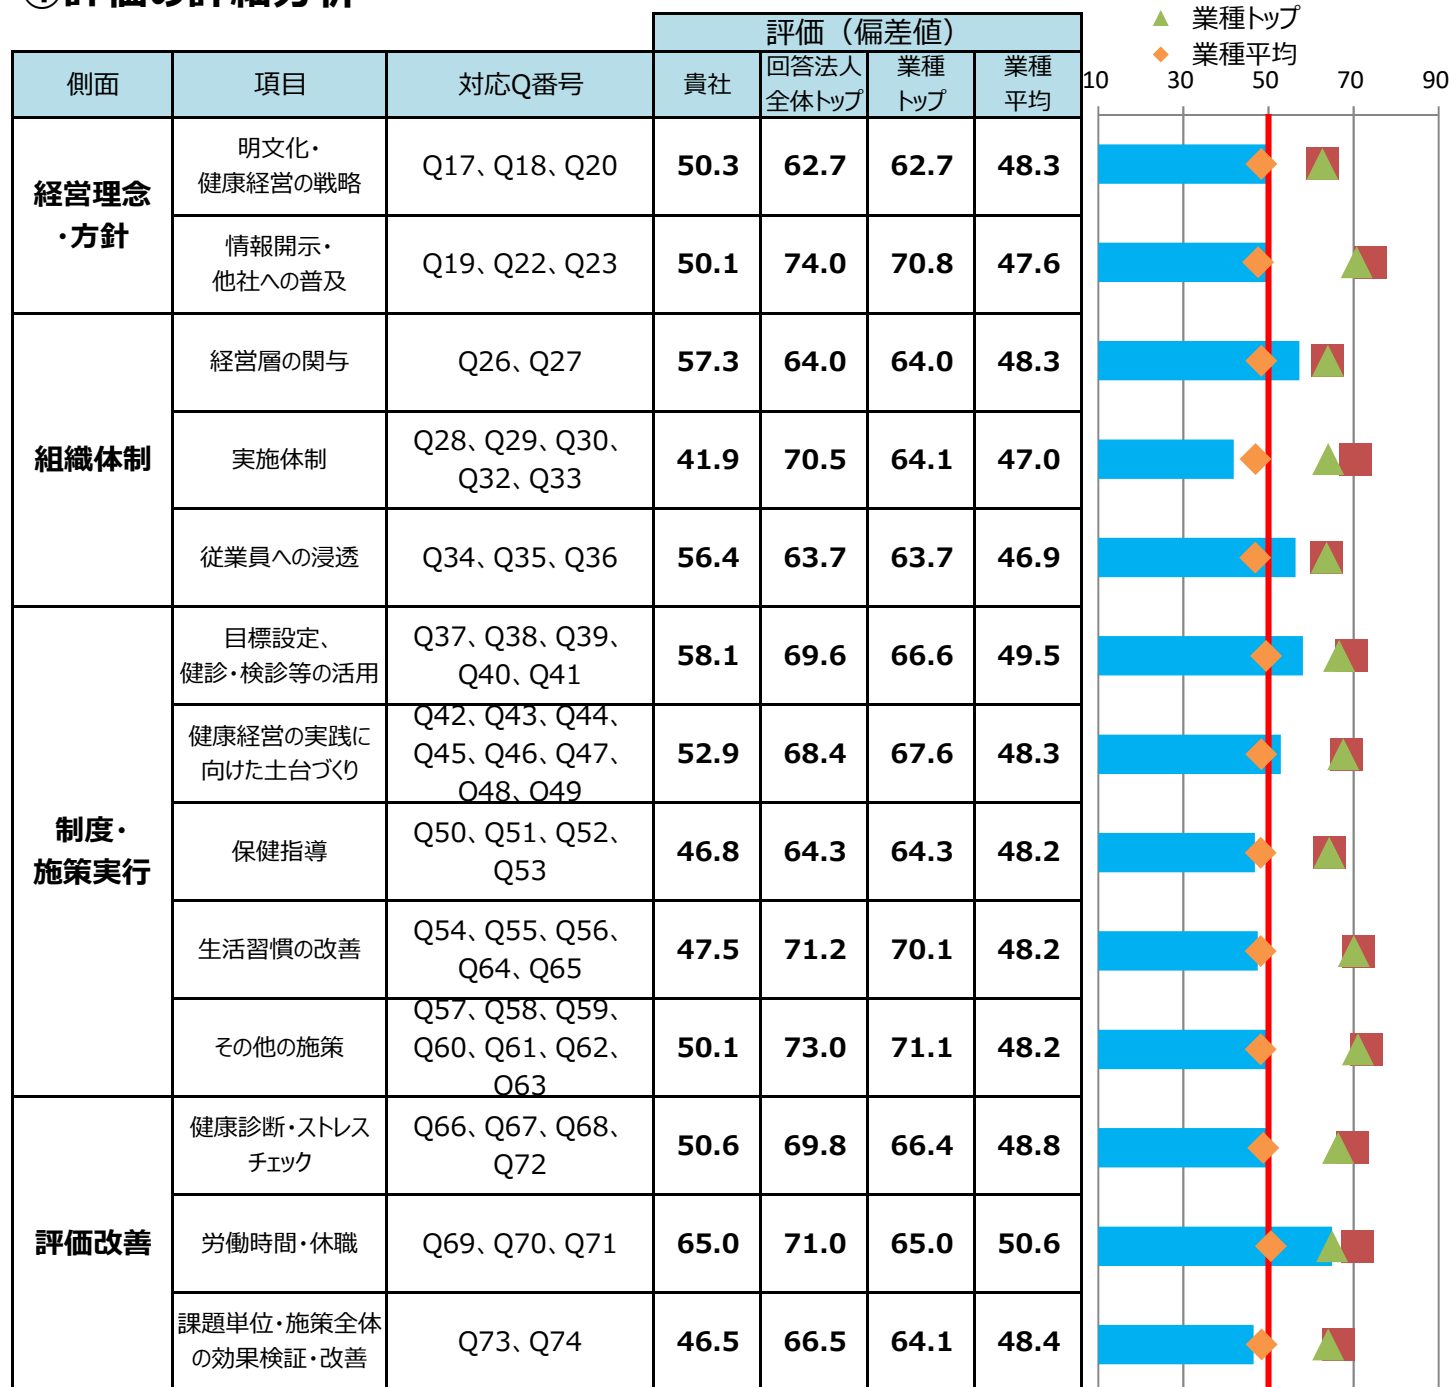 ①評価の詳細分析
評価（偏差値）
側面 項目 対応Q番号 貴社 回答法人全体トップ 業種トップ 業種平均
▲ 業種トップ
◆ 業種平均
10 30 50 70 90
経営理念
・方針
明文化・
健康経営の戦略
Q17、Q18、Q20
50.3 62.7 62.7 48.3
情報開示・
他社への普及
Q19、Q22、Q23
50.1 74.0 70.8 47.6
組織体制
経営層の関与
Q26、Q27
57.3 64.0 64.0 48.3
実施体制
Q28、Q29、Q30、
Q32、Q33
41.9 70.5 64.1 47.0
従業員への浸透
Q34、Q35、Q36
56.4 63.7 63.7 46.9
制度・
施策実行
目標設定、
健診・検診等の活用
Q37、Q38、Q39、
Q40、Q41
58.1 69.6 66.6 49.5
健康経営の実践に
向けた土台づくり
Q42、Q43、Q44、
Q45、Q46、Q47、
Q48、Q49
52.9 68.4 67.6 48.3
保健指導
Q50、Q51、Q52、
Q53
46.8 64.3 64.3 48.2
生活習慣の改善
Q54、Q55、Q56、
Q64、Q65
47.5 71.2 70.1 48.2
その他の施策
Q57、Q58、Q59、
Q60、Q61、Q62、
Q63
50.1 73.0 71.1 48.2
評価改善
健康診断・ストレス
チェック
Q66、Q67、Q68、
Q72
50.6 69.8 66.4 48.8
労働時間・休職
Q69、Q70、Q71
65.0 71.0 65.0 50.6
課題単位・施策全体
の効果検証・改善
Q73、Q74
46.5 66.5 64.1 48.4